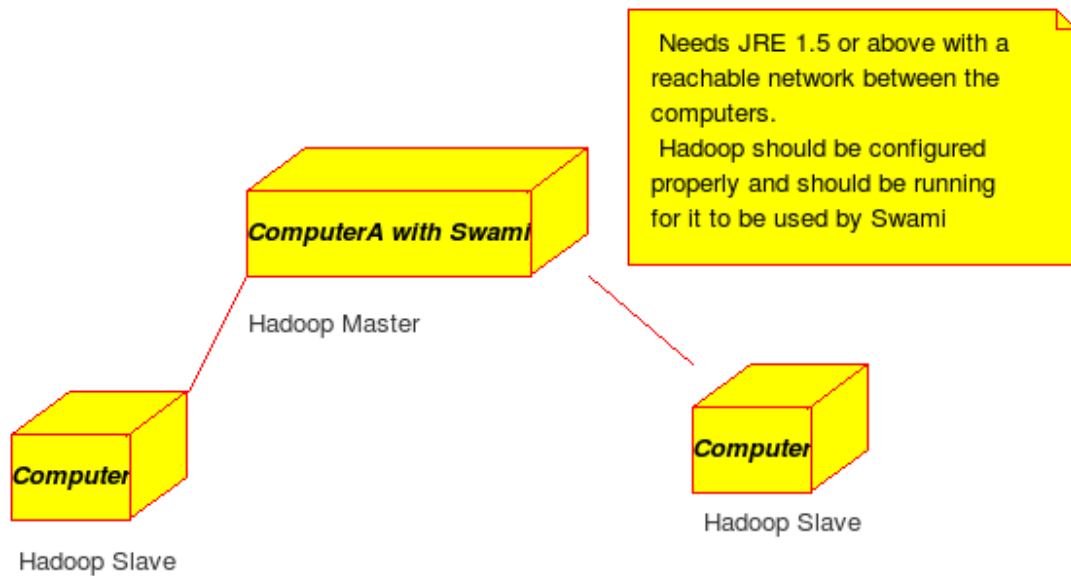 Needs JRE 1.5 or above with a
reachable network between the
computers.
Hadoop should be configured
properly and should be running
for it to be used by Swami
ComputerA with Swami
Hadoop Master
Computer
Hadoop Slave
Computer
Hadoop Slave